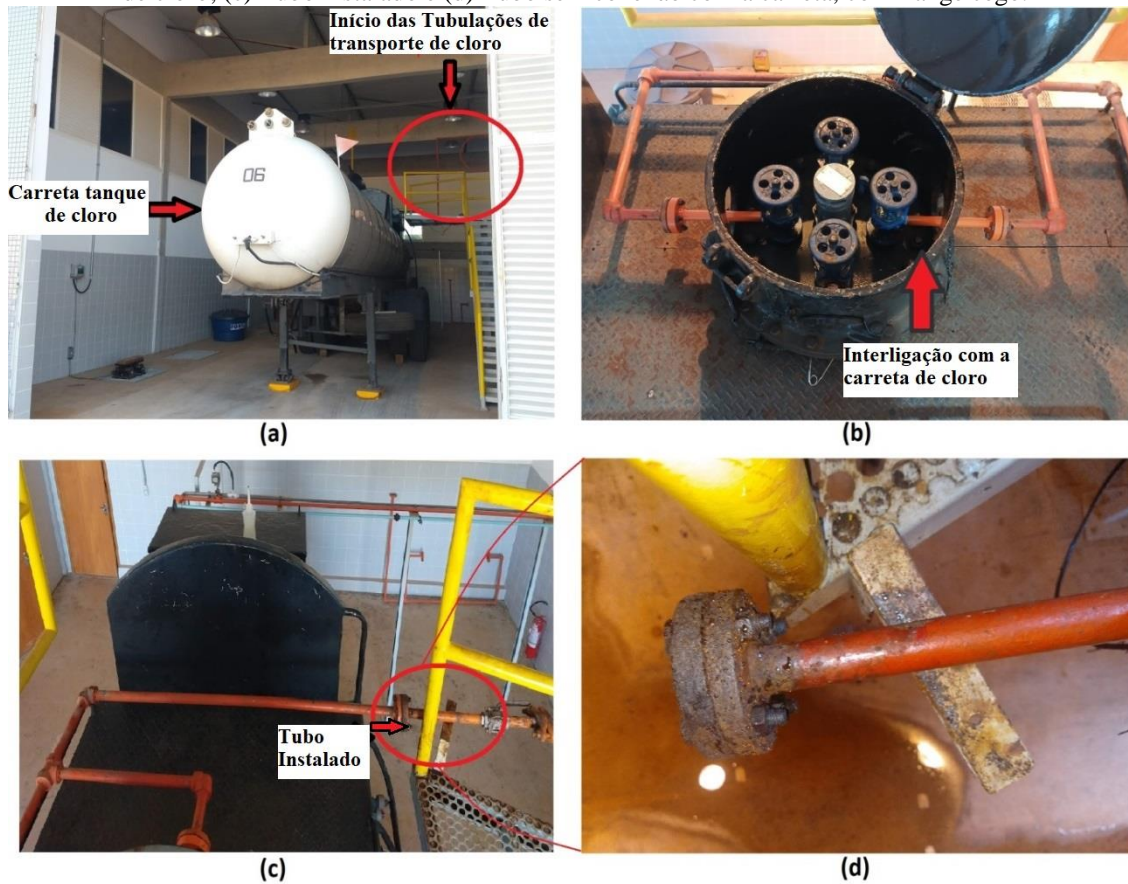 Início das Tubulações de
transporte de cloro
06
Carreta tanque
de cloro
(a)
Interligação com a
carreta de cloro
(b)
Tubo
Instalado
(c)
(d)